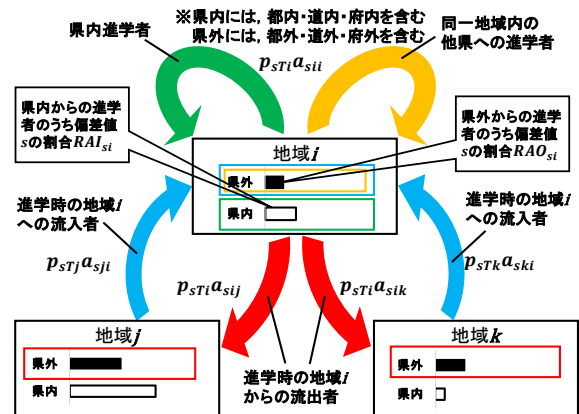 ※県内には，都内・道内・府内を含む
県外には，都外・道外・府外を含む
県内進学者
同一地域内の
他県への進学者
p_{sTi}a_{sii}
県内からの進学
者のうち偏差値
sの割合RAI_{si}
県外からの進学
者のうち偏差値
sの割合RAO_{si}
地域i
県外
県内
進学時の地域i
への流入者
p_{sTj}a_{sji}
進学時の地域i
への流入者
p_{sTk}a_{ski}
p_{sTi}a_{sij}
p_{sTi}a_{sik}
地域j
県外
県内
進学時の地域i
からの流出者
地域k
県外
県内